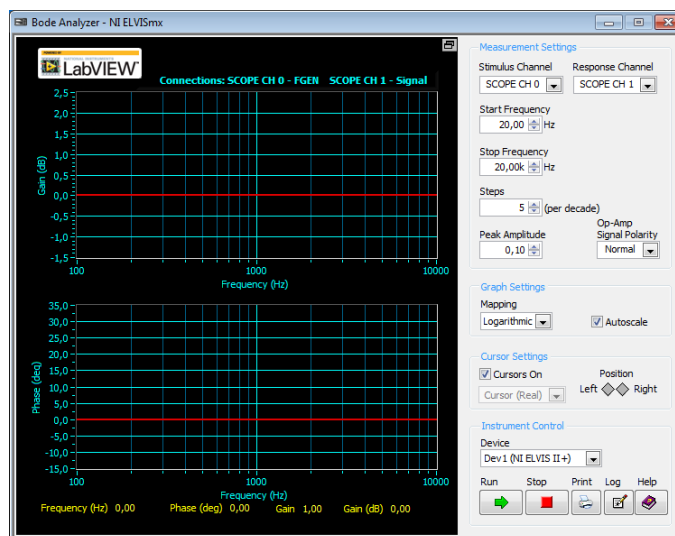 Bode Analyzer - NI ELVISmx
LabVIEW
Connections: SCOPE CH 0 - FGEN SCOPE CH 1 - Signal
2,5
2,0
1,5
1,0
0,5
0,0
-0,5
-1,0
-1,5
Gain (dB)
100 1000 10000
Frequency (Hz)
35,0
30,0
25,0
20,0
15,0
10,0
5,0
0,0
-5,0
-10,0
-15,0
Phase (deg)
100 1000 10000
Frequency (Hz)
Frequency (Hz) 0,00 Phase (deg) 0,00 Gain 1,00 Gain (dB) 0,00
Measurement Settings
Stimulus Channel Response Channel
SCOPE CH 0 SCOPE CH 1
Start Frequency
20,00 Hz
Stop Frequency
20,00k Hz
Steps
5 (per decade)
Peak Amplitude Op-Amp Signal Polarity
0,10 Normal
Graph Settings
Mapping
Logarithmic Autoscale
Cursor Settings
Cursors On Position
Cursor (Real) Left Right
Instrument Control
Device
Dev1 (NI ELVIS II+)
Run Stop Print Log Help